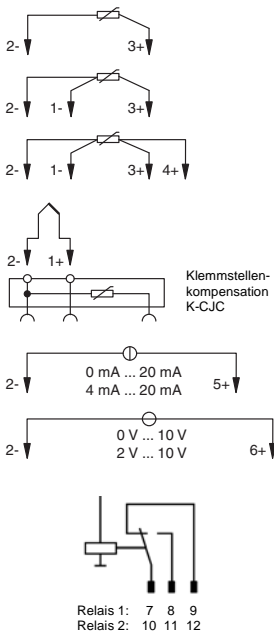 2- 3+
2- 1- 3+
2- 1- 3+ 4+
2- 1+
Klemmstellen-
kompensation
K-CJC
0 mA ... 20 mA
2- 4 mA ... 20 mA 5+
0 V ... 10 V
2- 2 V ... 10 V 6+
Relais 1: 7 8 9
Relais 2: 10 11 12